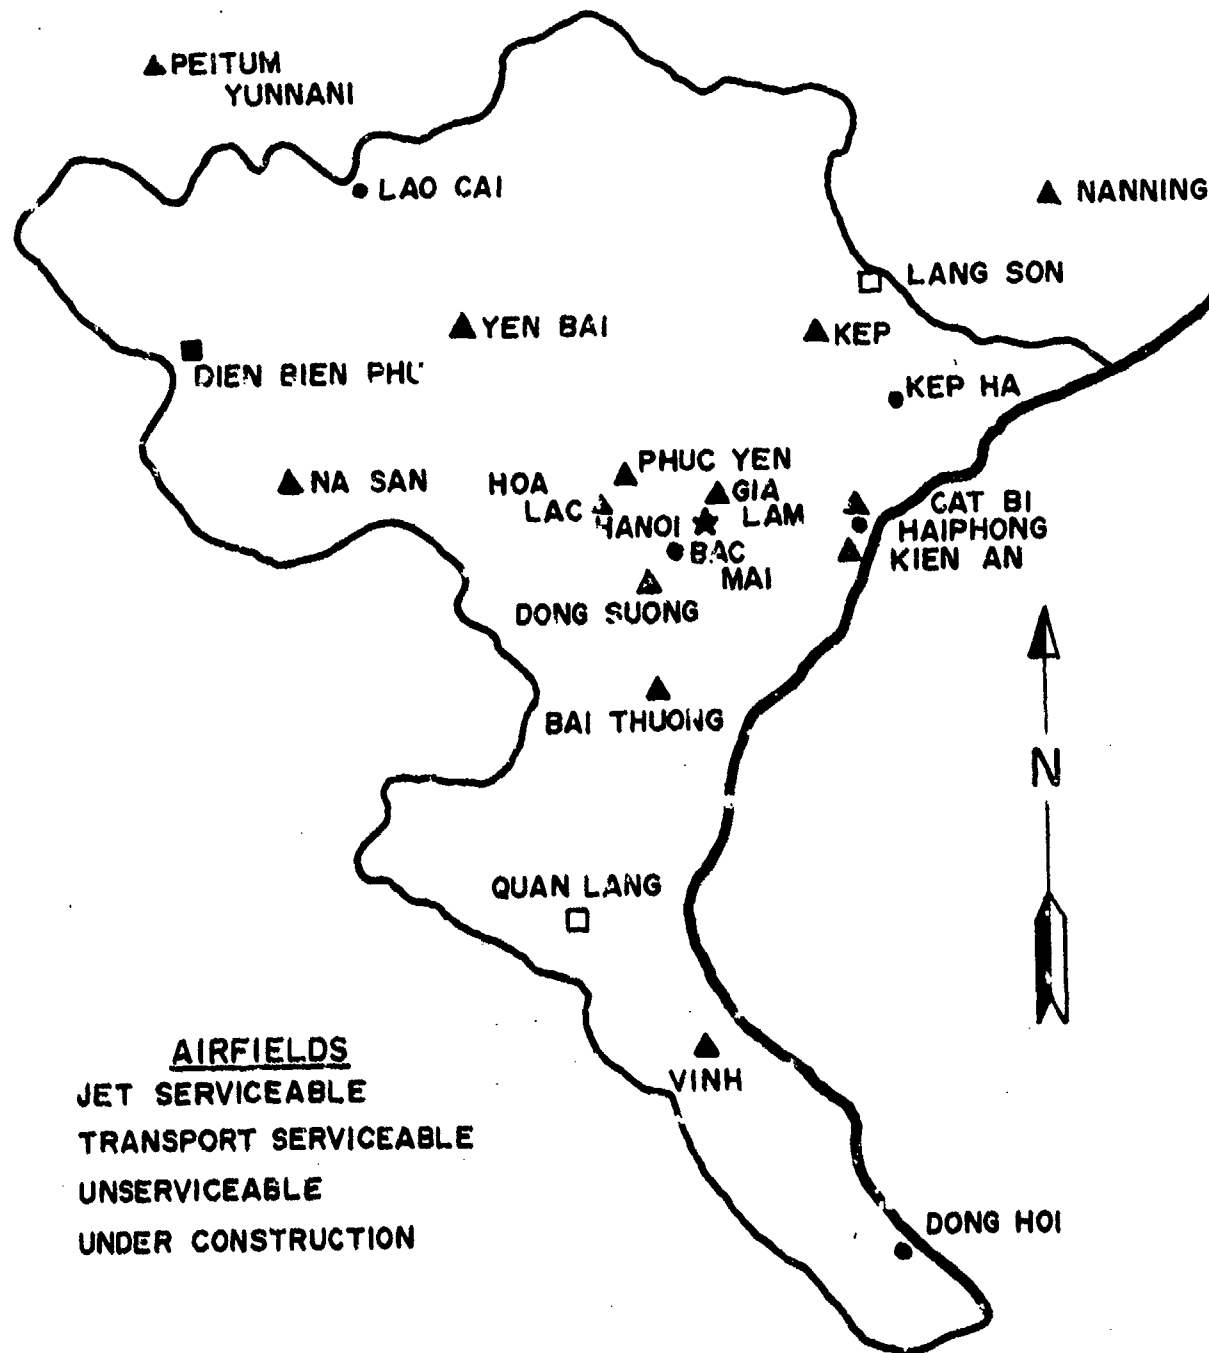 PEITUM
YUNNANI
LAO CAI
NANNING
LANG SON
YEN BAI
KEP
DIEN BIEN PHU
KEP HA
PHUC YEN
NA SAN
HOA
LAC
GIA
LAM
HANOI
CAT BI
HAIPHONG
BAC
MAI
KIEN AN
DONG SUONG
BAI THUONG
N
QUAN LANG
VINH
AIRFIELDS
JET SERVICEABLE
TRANSPORT SERVICEABLE
UNSERVICEABLE
UNDER CONSTRUCTION
DONG HOI